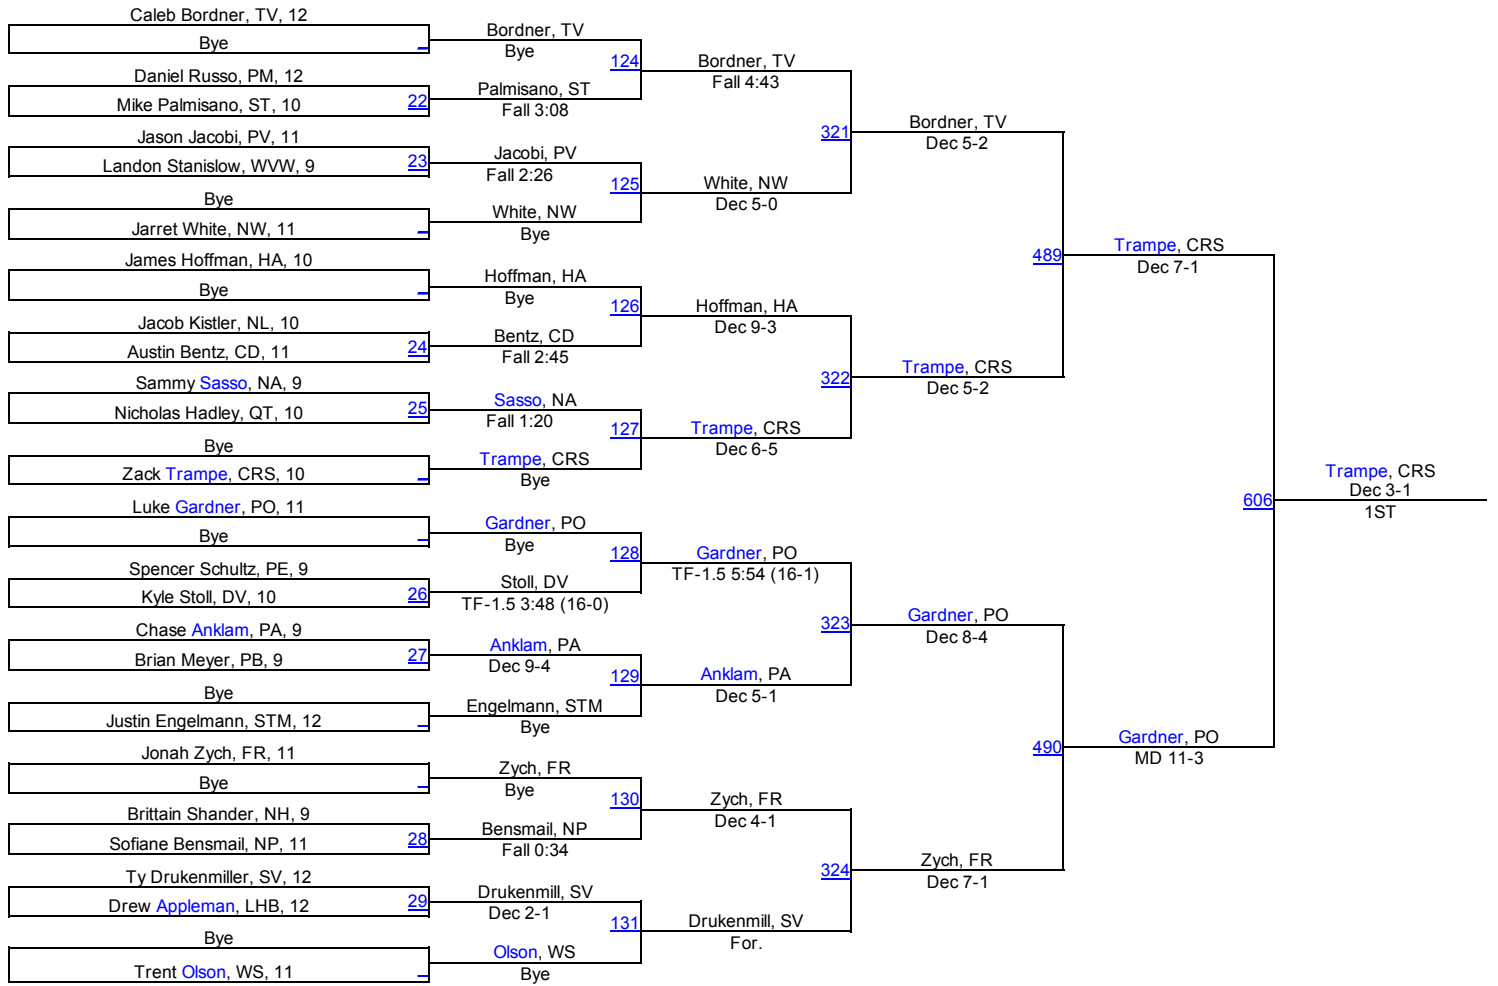 Caleb Bordner, TV, 12
Bye
Daniel Russo, PM, 12
Mike Palmisano, ST, 10
22
Jason Jacobi, PV, 11
Landon Stanislow, WVW, 9
23
Bye
Jarret White, NW, 11
James Hoffman, HA, 10
Bye
Jacob Kistler, NL, 10
Austin Bentz, CD, 11
24
Sammy Sasso, NA, 9
Nicholas Hadley, QT, 10
25
Bye
Zack Trampe, CRS, 10
Luke Gardner, PO, 11
Bye
Spencer Schultz, PE, 9
Kyle Stoll, DV, 10
26
Chase Anklam, PA, 9
Brian Meyer, PB, 9
27
Bye
Justin Engelmann, STM, 12
Jonah Zych, FR, 11
Bye
Brittain Shander, NH, 9
Sofiane Bensmail, NP, 11
28
Ty Drukenmiller, SV, 12
Drew Appleman, LHB, 12
29
Bye
Trent Olson, WS, 11
Bordner, TV
Bye
124
Palmisano, ST
Fall 3:08
Jacobi, PV
Fall 2:26
125
White, NW
Bye
Hoffman, HA
Bye
126
Bentz, CD
Fall 2:45
Sasso, NA
Fall 1:20
127
Trampe, CRS
Bye
Gardner, PO
Bye
128
Stoll, DV
TF-1.5 3:48 (16-0)
Anklam, PA
Dec 9-4
129
Engelmann, STM
Bye
Zych, FR
Bye
130
Bensmail, NP
Fall 0:34
Drukenmill, SV
Dec 2-1
131
Olson, WS
Bye
Bordner, TV
Fall 4:43
321
White, NW
Dec 5-0
Hoffman, HA
Dec 9-3
322
Trampe, CRS
Dec 6-5
Gardner, PO
TF-1.5 5:54 (16-1)
323
Anklam, PA
Dec 5-1
Zych, FR
Dec 4-1
324
Drukenmill, SV
For.
Bordner, TV
Dec 5-2
489
Trampe, CRS
Dec 5-2
Gardner, PO
Dec 8-4
490
Zych, FR
Dec 7-1
Trampe, CRS
Dec 7-1
606
Gardner, PO
MD 11-3
Trampe, CRS
Dec 3-1
1ST